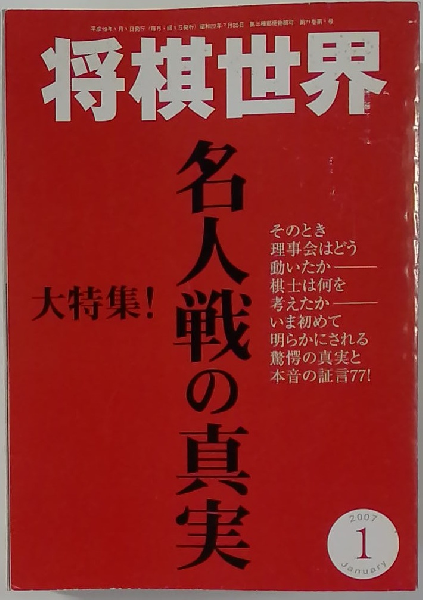 将棋世界
名人戦の真実
大特集!
そのとき
理事会はどう
動いたか――
棋士は何を
考えたか――
いま初めて
明らかにされる
驚愕の真実と
本音の証言77!
2007
1
January